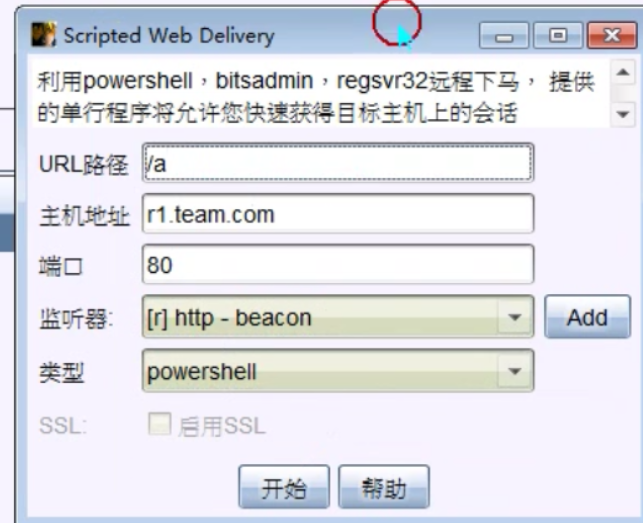 Scripted Web Delivery
利用powershell，bitsadmin，regsvr32远程下马， 提供
的单行程序将允许您快速获得目标主机上的会话
URL路径 /a
主机地址 r1.team.com
端口 80
监听器: [r] http - beacon Add
类型 powershell
SSL: 启用SSL
开始 帮助